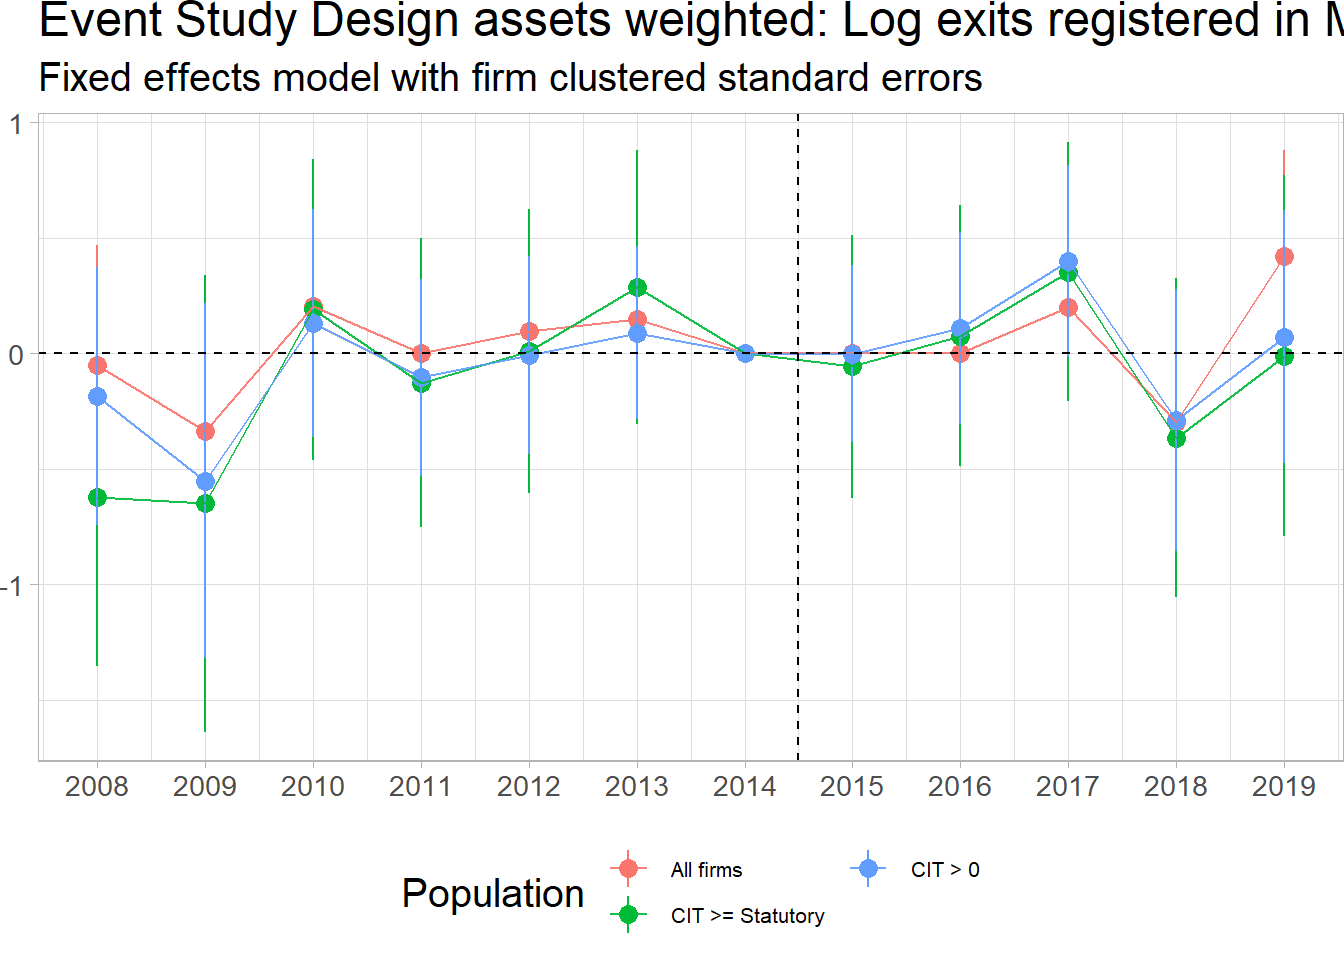 Event Study Design assets weighted: Log exits registered in
Fixed effects model with firm clustered standard errors
1
0
-1
2008 2009 2010 2011 2012 2013 2014 2015 2016 2017 2018 2019
Population
All firms
CIT > 0
CIT >= Statutory